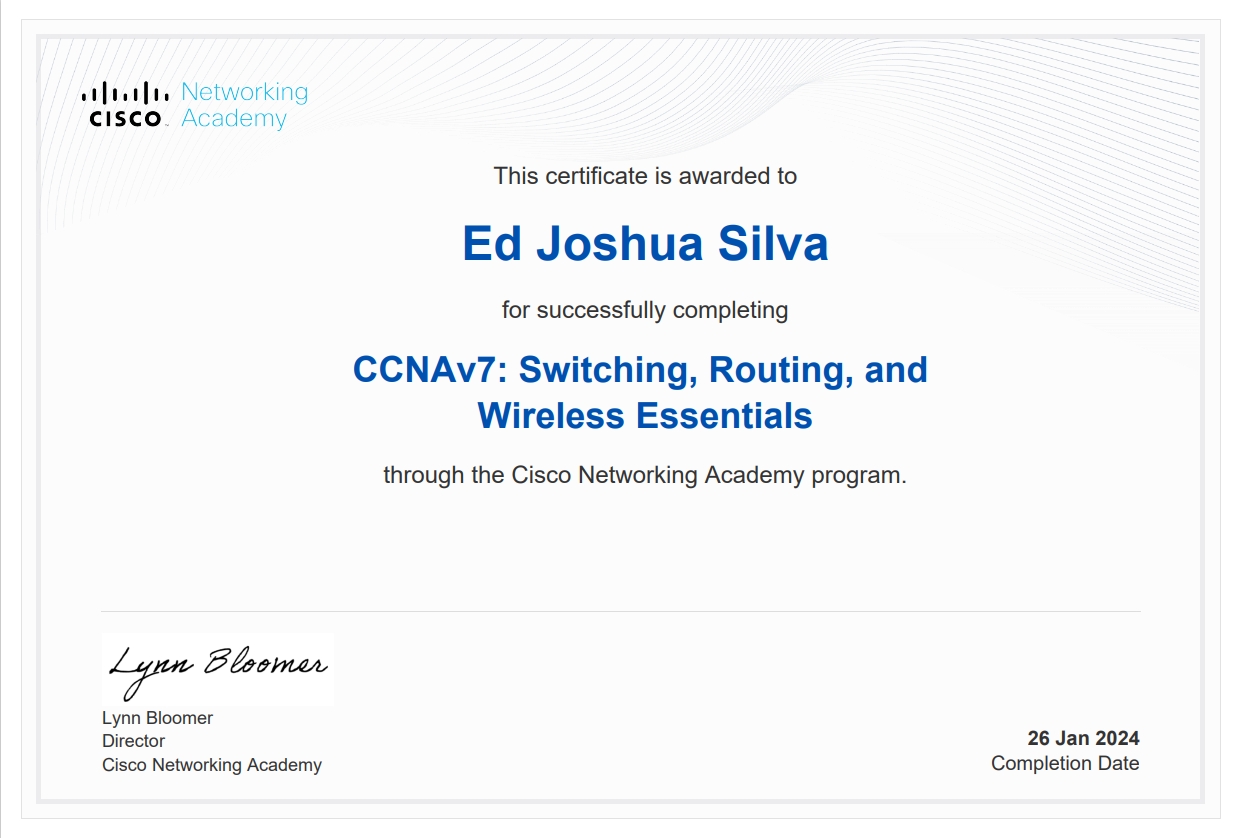 CISCO
Networking
Academy
This certificate is awarded to
Ed Joshua Silva
for successfully completing
CCNAv7: Switching, Routing, and
Wireless Essentials
through the Cisco Networking Academy program.
Lynn Bloomer
Lynn Bloomer
Director
Cisco Networking Academy
26 Jan 2024
Completion Date